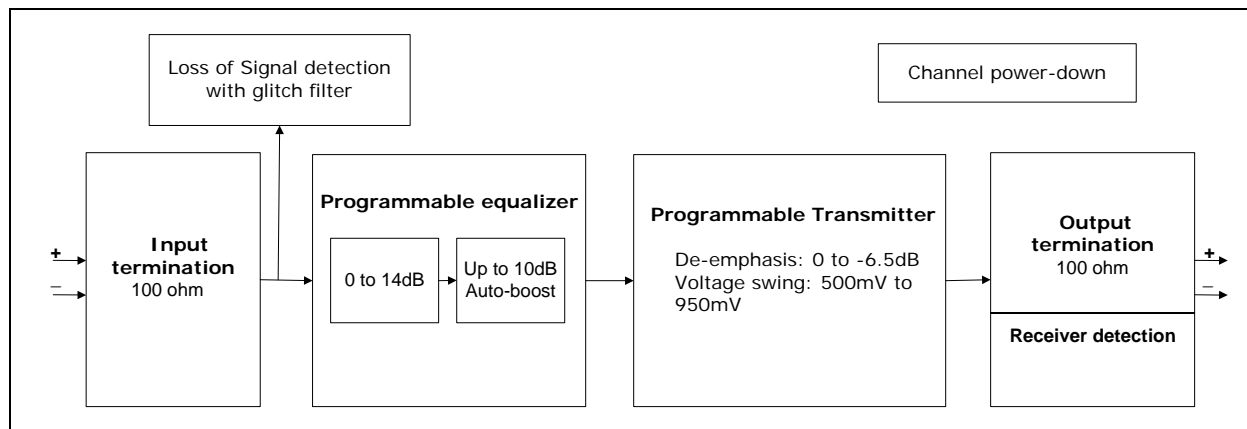 Loss of Signal detection
with glitch filter
Channel power-down
+
−
Input
termination
100 ohm
Programmable equalizer
0 to 14dB
Up to 10dB
Auto-boost
Programmable Transmitter
De-emphasis: 0 to -6.5dB
Voltage swing: 500mV to
950mV
Output
termination
100 ohm
Receiver detection
+
−